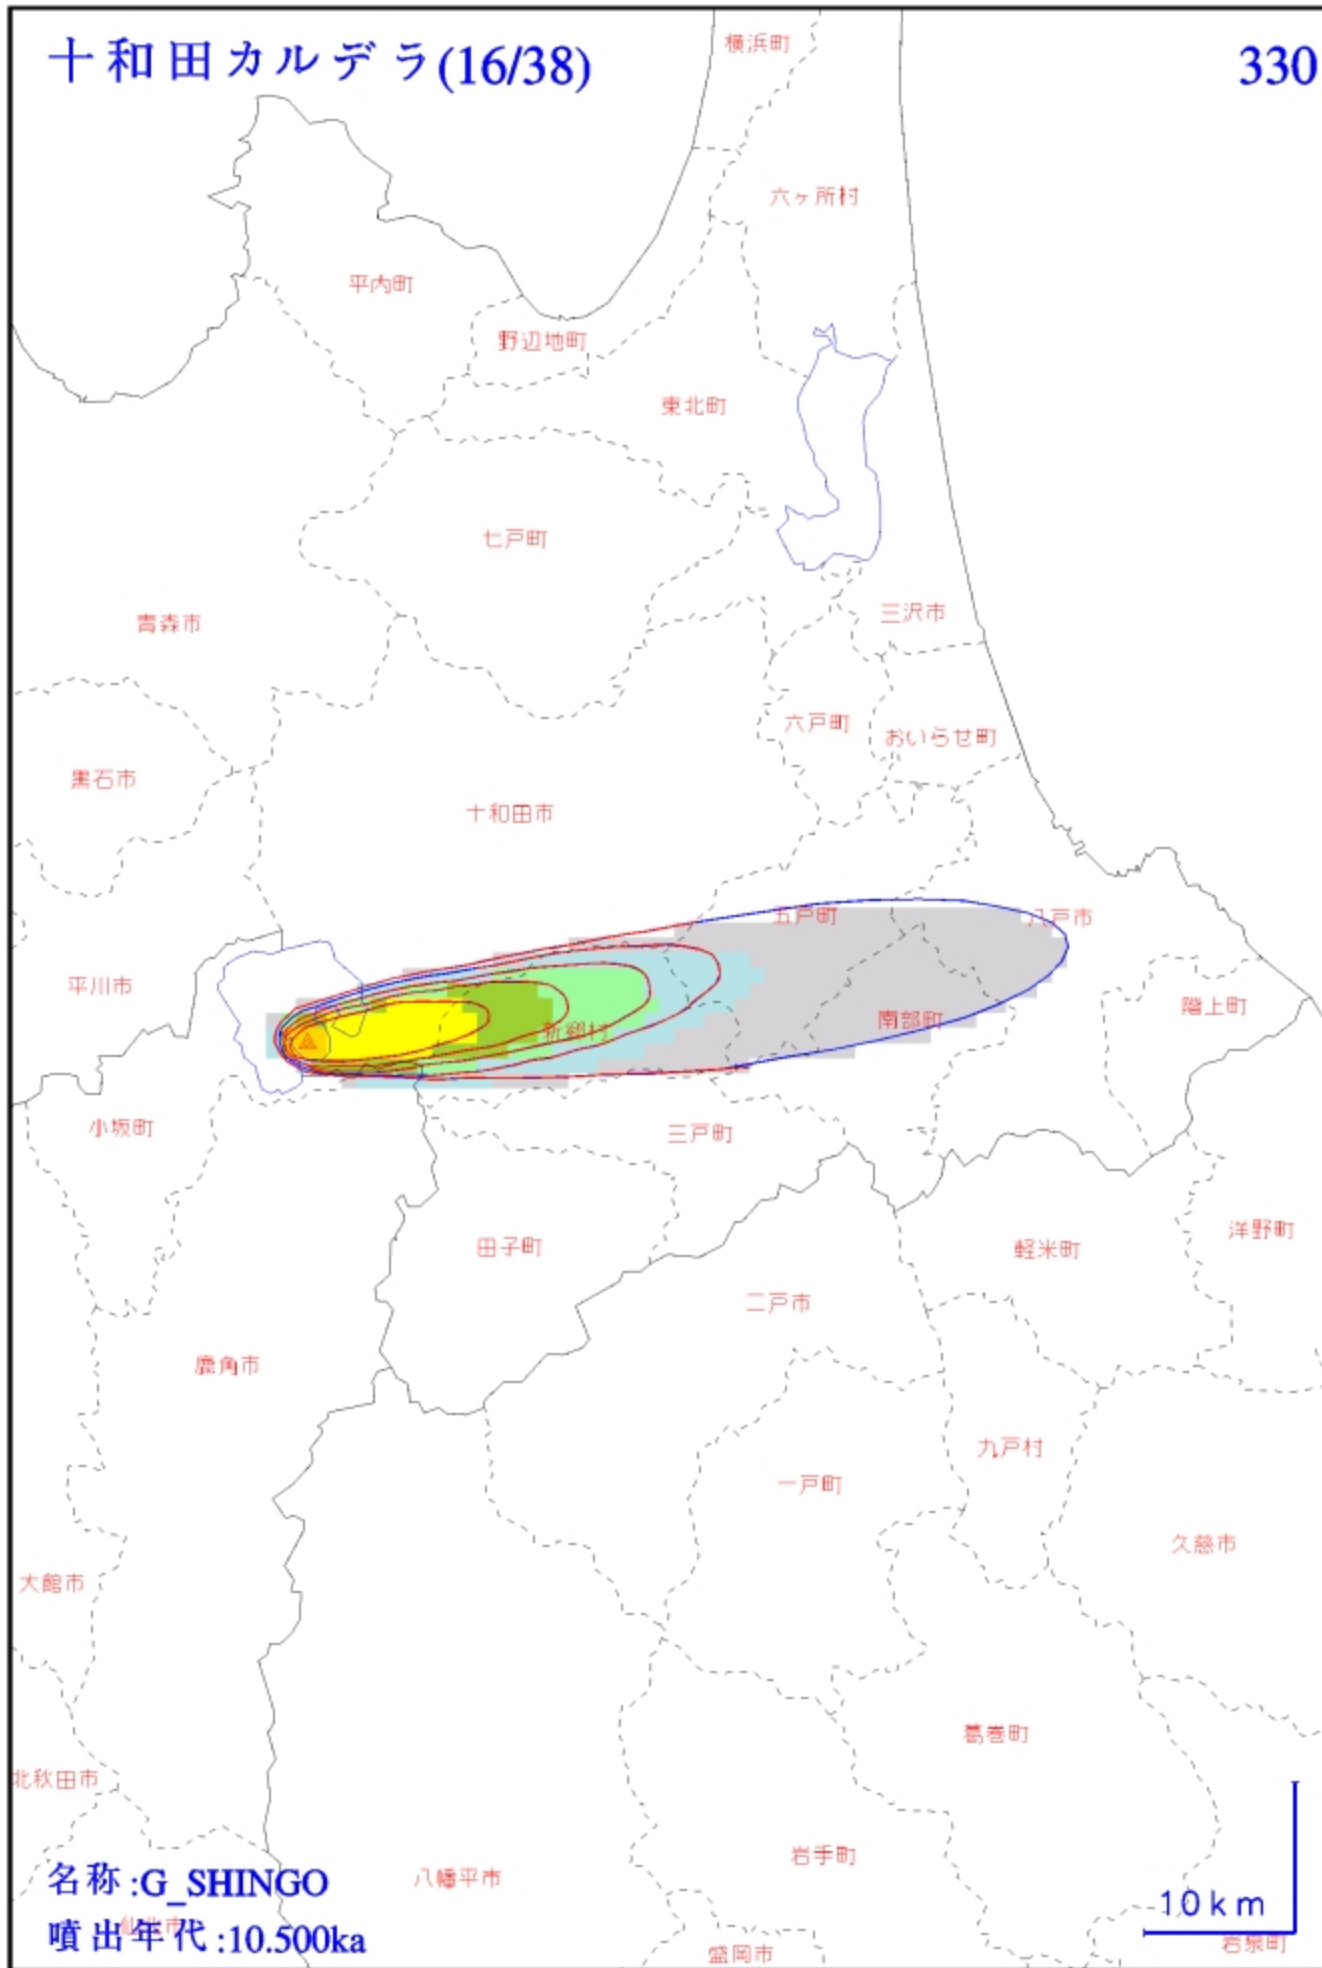 十和田カルデラ(16/38)
330
横浜町
六ヶ所村
平内町
野辺地町
東北町
七戸町
三沢市
青森市
六戸町
おいらせ町
黒石市
十和田市
五戸町
八戸市
平川市
階上町
南部町
新郷村
小坂町
三戸町
洋野町
田子町
軽米町
二戸市
鹿角市
九戸村
一戸町
久慈市
大館市
葛巻町
北秋田市
岩手町
八幡平市
名称:G_SHINGO
10km
仙北市
噴出年代:10.500ka
岩泉町
盛岡市